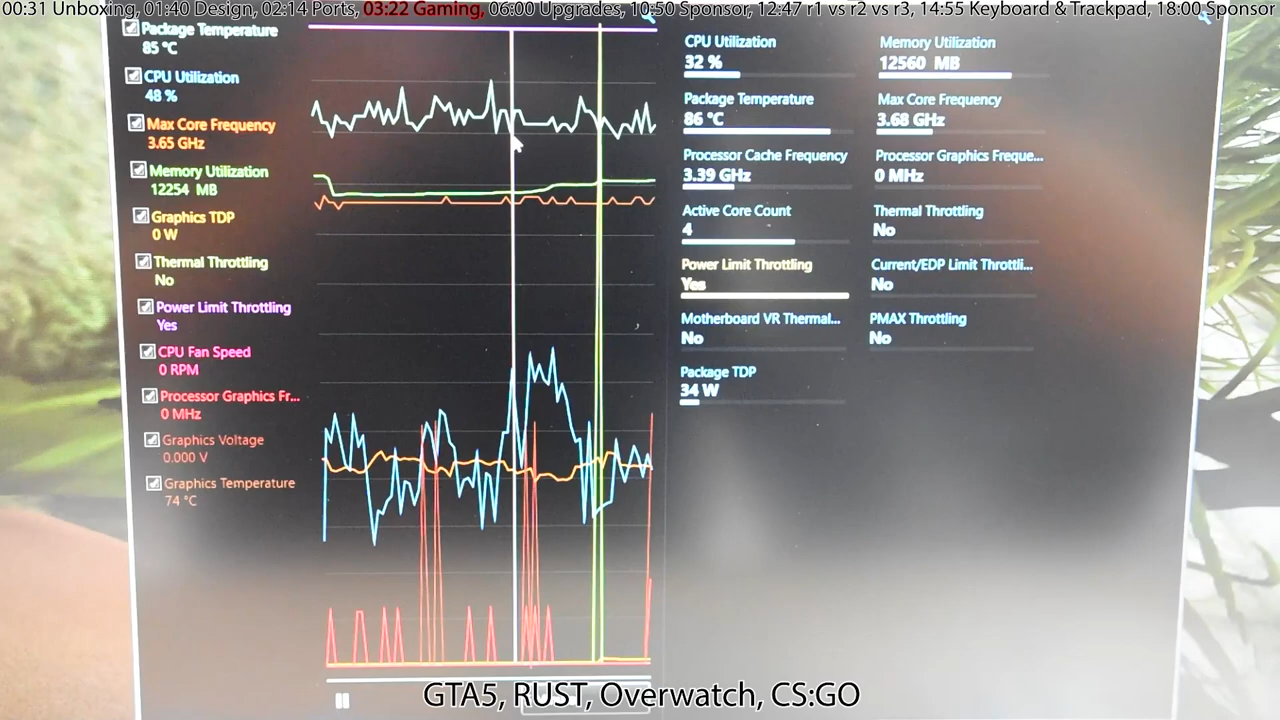 00:31 Unboxing, 01:40 Design, 02:14 Ports, 03:22 Gaming, 06:00 Upgrades, 10:50 Sponsor, 12:47 r1 vs r2 vs r3, 14:55 Keyboard & Trackpad, 18:00 Sponsor
Package Temperature
85 °C
CPU Utilization
48 %
Max Core Frequency
3.65 GHz
Memory Utilization
12254 MB
Graphics TDP
0 W
Thermal Throttling
No
Power Limit Throttling
Yes
CPU Fan Speed
0 RPM
Processor Graphics Fr...
0 MHz
Graphics Voltage
0.000 V
Graphics Temperature
74 °C
CPU Utilization
32 %
Memory Utilization
12560 MB
Package Temperature
86 °C
Max Core Frequency
3.68 GHz
Processor Cache Frequency
3.39 GHz
Processor Graphics Freque...
0 MHz
Active Core Count
4
Thermal Throttling
No
Power Limit Throttling
Yes
Current/EDP Limit Throttli...
No
Motherboard VR Thermal...
No
PMAX Throttling
No
Package TDP
34 W
GTA5, RUST, Overwatch, CS:GO